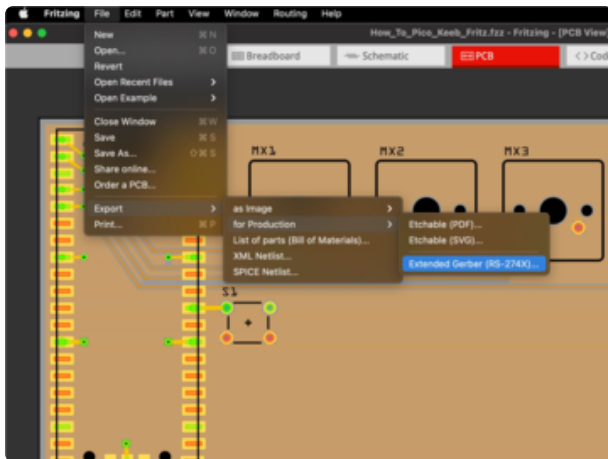 Fritzing File Edit Part View Window Routing Help
How_To_Pico_Keeb_Fritz.fzz - Fritzing - [PCB View]
Breadboard Schematic PCB
New ⌘ N
Open... ⌘ O
Revert
Open Recent Files
Open Example
Close Window ⌘ W
Save ⌘ S
Save As... ⇧ ⌘ S
Share online...
Order a PCB...
Export
Print... ⌘ P
as Image
for Production
List of parts (Bill of Materials)...
XML Netlist...
SPICE Netlist...
Etchable (PDF)...
Etchable (SVG)...
Extended Gerber (RS-274X)...
MX1 MX2 MX3
S1